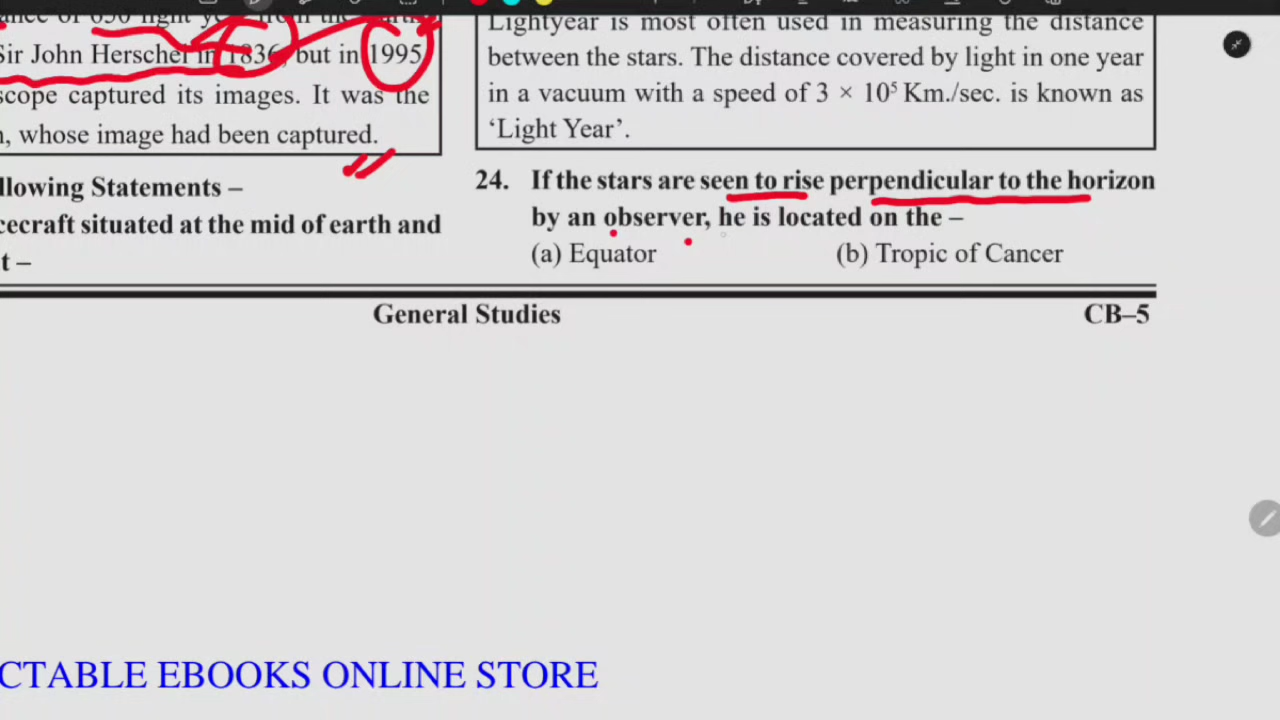 Sir John Herschel in 1836, but in 1995
scope captured its images. It was the
, whose image had been captured.
llowing Statements –
cecraft situated at the mid of earth and
t –
Lightyear is most often used in measuring the distance
between the stars. The distance covered by light in one year
in a vacuum with a speed of 3 × 10⁵ Km./sec. is known as
‘Light Year’.
24. If the stars are seen to rise perpendicular to the horizon
by an observer, he is located on the –
(a) Equator (b) Tropic of Cancer
General Studies CB–5
CTABLE EBOOKS ONLINE STORE